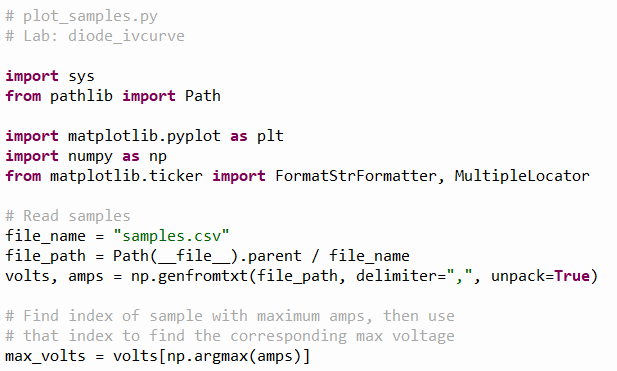 # plot_samples.py
# Lab: diode_ivcurve
import sys
from pathlib import Path
import matplotlib.pyplot as plt
import numpy as np
from matplotlib.ticker import FormatStrFormatter, MultipleLocator
# Read samples
file_name = "samples.csv"
file_path = Path(__file__).parent / file_name
volts, amps = np.genfromtxt(file_path, delimiter=",", unpack=True)
# Find index of sample with maximum amps, then use
# that index to find the corresponding max voltage
max_volts = volts[np.argmax(amps)]